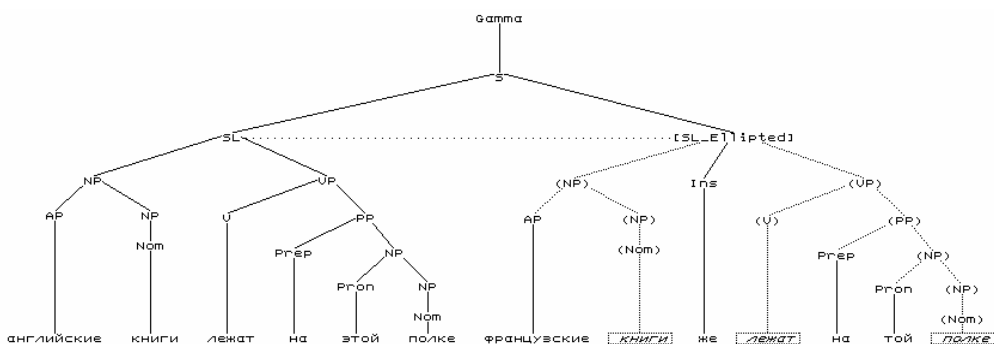 Gamma
S
SL [SL_Ellipted]
NP VP (NP) Ins (VP)
AP NP V PP AP (NP) (V) (PP)
Nom Prep NP (Nom) Prep (NP)
Pron NP Pron (NP)
Nom (Nom)
английские книги лежат на этой полке французские книги же лежат на той полке